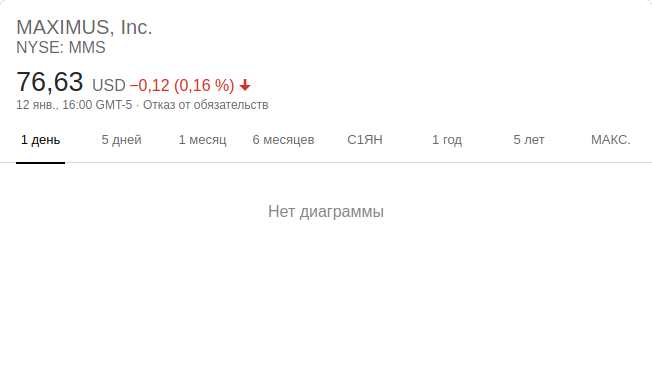 MAXIMUS, Inc.
NYSE: MMS
76,63 USD −0,12 (0,16 %)
12 янв., 16:00 GMT-5 · Отказ от обязательств
1 день 5 дней 1 месяц 6 месяцев С1ЯН 1 год 5 лет МАКС.
Нет диаграммы